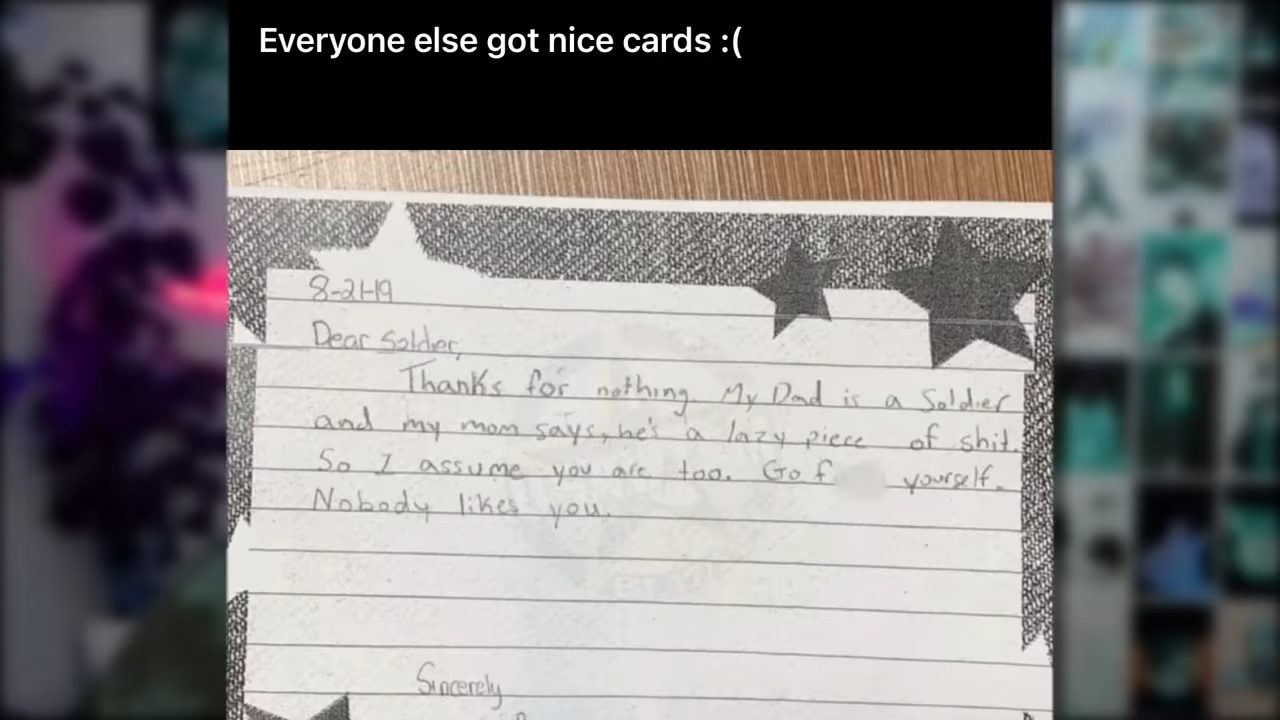 Everyone else got nice cards :(
8-21-19
Dear Soldier,
Thanks for nothing. My Dad is a Soldier
and my mom says, he's a lazy piece of shit.
So I assume you are too. Go f yourself.
Nobody likes you.
Sincerely